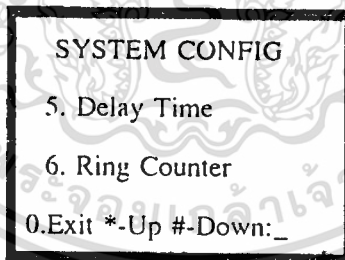 SYSTEM CONFIG
5. Delay Time
6. Ring Counter
0.Exit *-Up #-Down:_